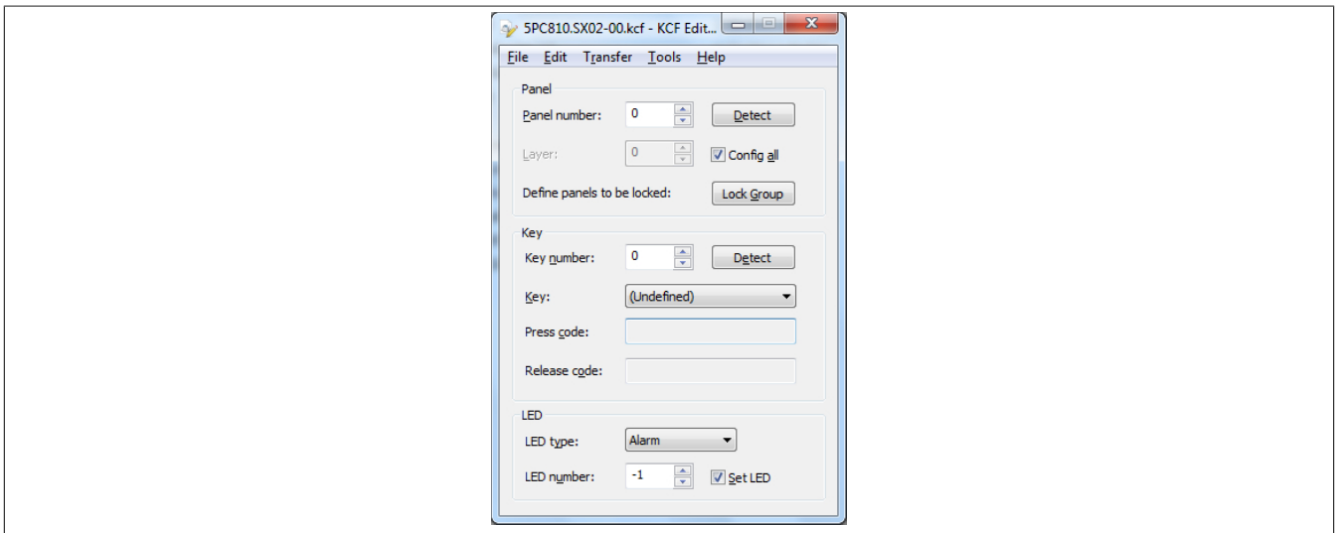 5PC810.SX02-00.kcf - KCF Edit...
File Edit Transfer Tools Help
Panel
Panel number: 0 Detect
Layer: 0 Config all
Define panels to be locked: Lock Group
Key
Key number: 0 Detect
Key: (Undefined)
Press code:
Release code:
LED
LED type: Alarm
LED number: -1 Set LED